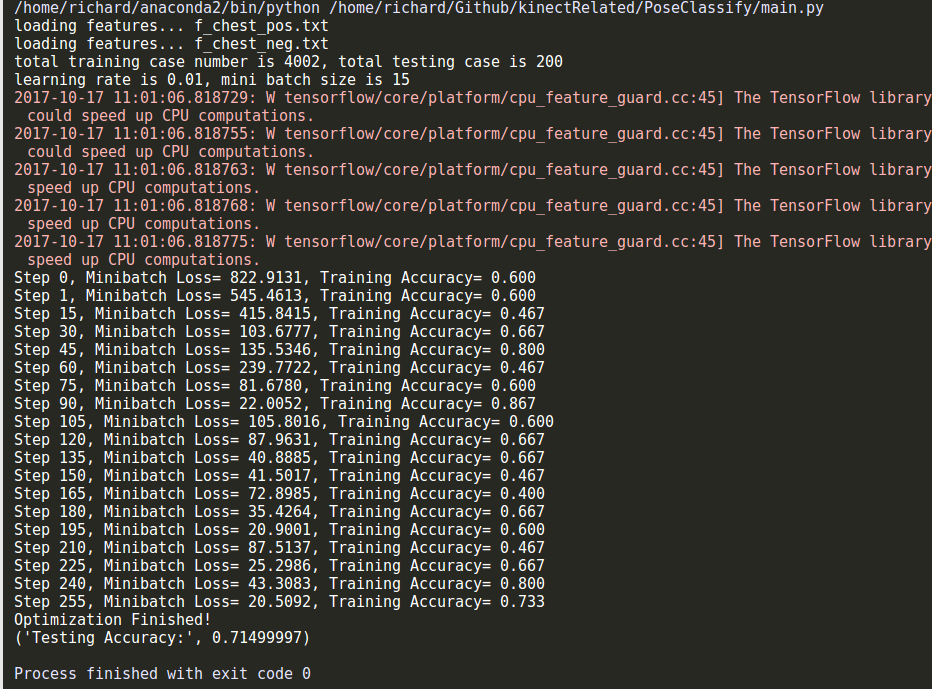 /home/richard/anaconda2/bin/python /home/richard/Github/kinectRelated/PoseClassify/main.py
loading features... f_chest_pos.txt
loading features... f_chest_neg.txt
total training case number is 4002, total testing case is 200
learning rate is 0.01, mini batch size is 15
2017-10-17 11:01:06.818729: W tensorflow/core/platform/cpu_feature_guard.cc:45] The TensorFlow library
could speed up CPU computations.
2017-10-17 11:01:06.818755: W tensorflow/core/platform/cpu_feature_guard.cc:45] The TensorFlow library
could speed up CPU computations.
2017-10-17 11:01:06.818763: W tensorflow/core/platform/cpu_feature_guard.cc:45] The TensorFlow library
speed up CPU computations.
2017-10-17 11:01:06.818768: W tensorflow/core/platform/cpu_feature_guard.cc:45] The TensorFlow library
speed up CPU computations.
2017-10-17 11:01:06.818775: W tensorflow/core/platform/cpu_feature_guard.cc:45] The TensorFlow library
speed up CPU computations.
Step 0, Minibatch Loss= 822.9131, Training Accuracy= 0.600
Step 1, Minibatch Loss= 545.4613, Training Accuracy= 0.600
Step 15, Minibatch Loss= 415.8415, Training Accuracy= 0.467
Step 30, Minibatch Loss= 103.6777, Training Accuracy= 0.667
Step 45, Minibatch Loss= 135.5346, Training Accuracy= 0.800
Step 60, Minibatch Loss= 239.7722, Training Accuracy= 0.467
Step 75, Minibatch Loss= 81.6780, Training Accuracy= 0.600
Step 90, Minibatch Loss= 22.0052, Training Accuracy= 0.867
Step 105, Minibatch Loss= 105.8016, Training Accuracy= 0.600
Step 120, Minibatch Loss= 87.9631, Training Accuracy= 0.667
Step 135, Minibatch Loss= 40.8885, Training Accuracy= 0.667
Step 150, Minibatch Loss= 41.5017, Training Accuracy= 0.467
Step 165, Minibatch Loss= 72.8985, Training Accuracy= 0.400
Step 180, Minibatch Loss= 35.4264, Training Accuracy= 0.667
Step 195, Minibatch Loss= 20.9001, Training Accuracy= 0.600
Step 210, Minibatch Loss= 87.5137, Training Accuracy= 0.467
Step 225, Minibatch Loss= 25.2986, Training Accuracy= 0.667
Step 240, Minibatch Loss= 43.3083, Training Accuracy= 0.800
Step 255, Minibatch Loss= 20.5092, Training Accuracy= 0.733
Optimization Finished!
('Testing Accuracy:', 0.71499997)
Process finished with exit code 0